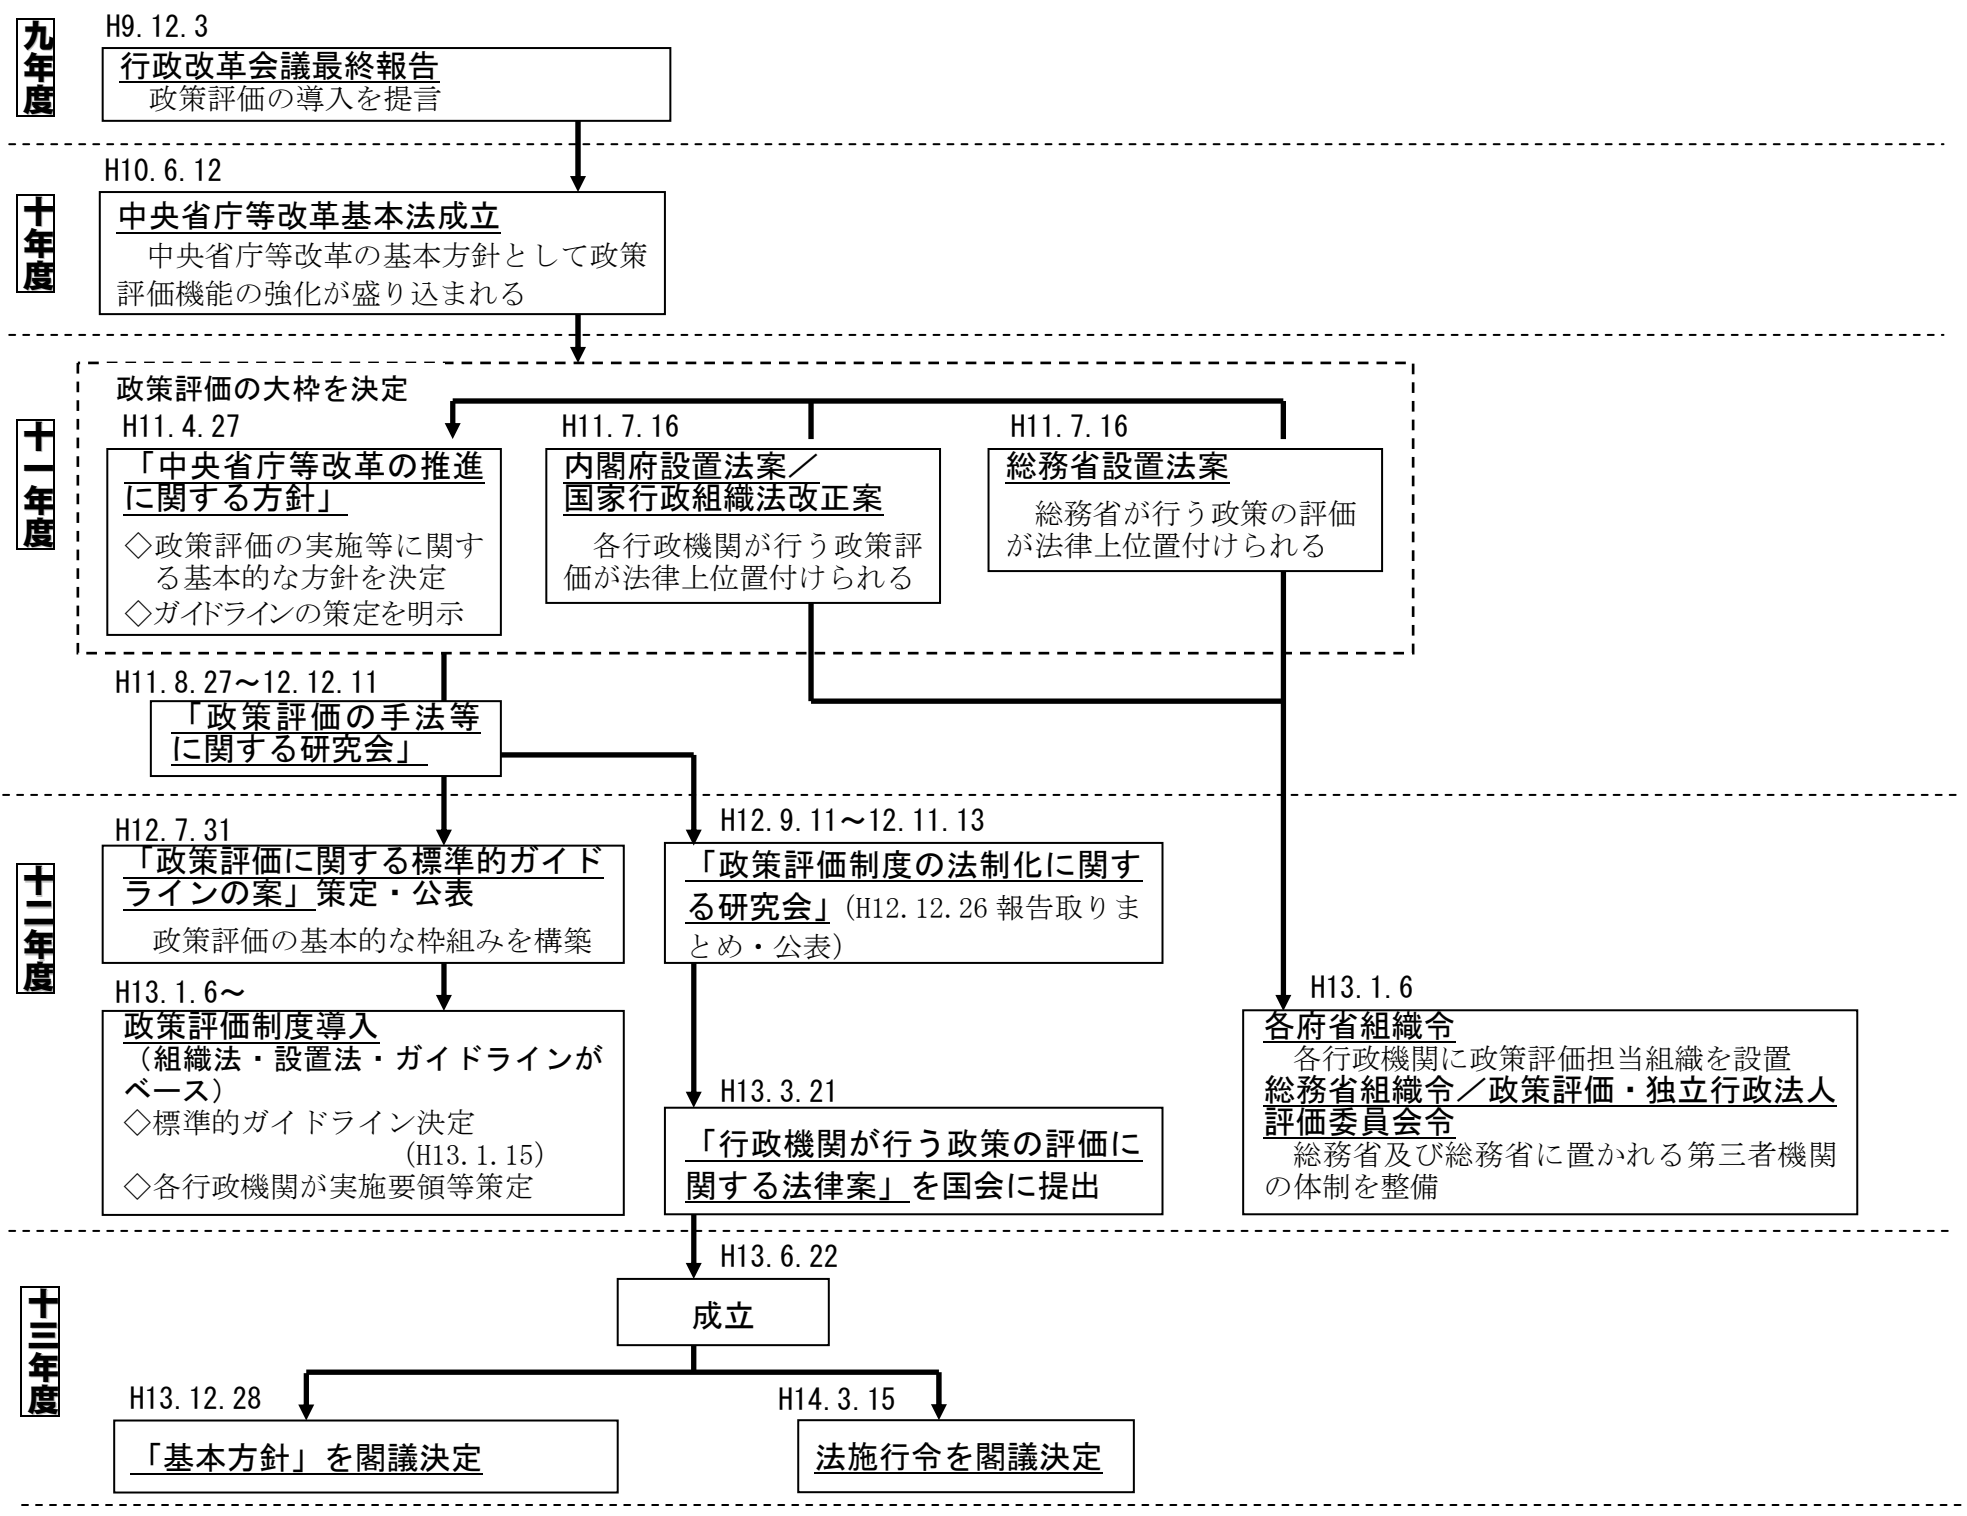 九年度
H9.12.3
行政改革会議最終報告
政策評価の導入を提言
十年度
H10.6.12
中央省庁等改革基本法成立
中央省庁等改革の基本方針として政策
評価機能の強化が盛り込まれる
十一年度
政策評価の大枠を決定
H11.4.27
「中央省庁等改革の推進
に関する方針」
◇政策評価の実施等に関す
る基本的な方針を決定
◇ガイドラインの策定を明示
H11.7.16
内閣府設置法案／
国家行政組織法改正案
各行政機関が行う政策評
価が法律上位置付けられる
H11.7.16
総務省設置法案
総務省が行う政策の評価
が法律上位置付けられる
H11.8.27～12.12.11
「政策評価の手法等
に関する研究会」
十二年度
H12.7.31
「政策評価に関する標準的ガイド
ラインの案」策定・公表
政策評価の基本的な枠組みを構築
H12.9.11～12.11.13
「政策評価制度の法制化に関す
る研究会」(H12.12.26 報告取りま
とめ・公表)
H13.1.6～
政策評価制度導入
（組織法・設置法・ガイドラインが
ベース）
◇標準的ガイドライン決定
(H13.1.15)
◇各行政機関が実施要領等策定
H13.3.21
「行政機関が行う政策の評価に
関する法律案」を国会に提出
H13.1.6
各府省組織令
各行政機関に政策評価担当組織を設置
総務省組織令／政策評価・独立行政法人
評価委員会令
総務省及び総務省に置かれる第三者機関
の体制を整備
十三年度
H13.6.22
成立
H13.12.28
「基本方針」を閣議決定
H14.3.15
法施行令を閣議決定